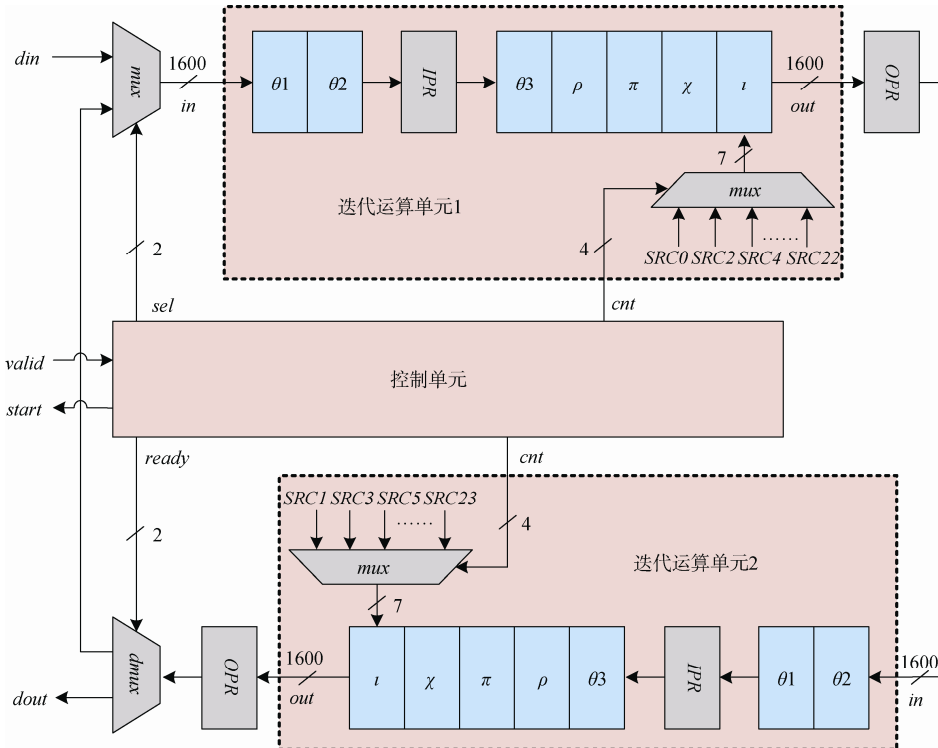 din
mux
1600
in
θ1 θ2
IPR
θ3 ρ π χ ι
1600
out
OPR
7
mux
迭代运算单元1
4
SRC0 SRC2 SRC4 ...... SRC22
2
sel
cnt
valid
控制单元
start
ready
cnt
SRC1 SRC3 SRC5 ...... SRC23
2
4
mux
迭代运算单元2
7
dmux
OPR
1600
out
ι χ π ρ θ3
IPR
θ1 θ2
1600
in
dout